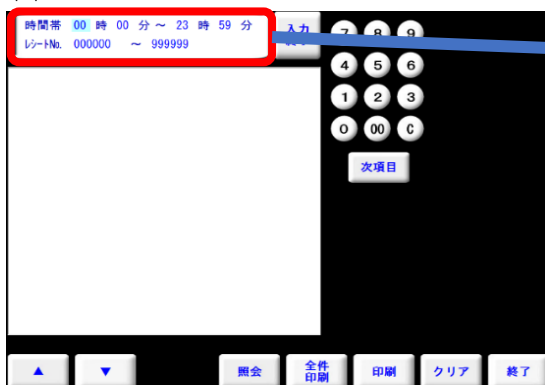 時間帯 00 時 00 分 ～ 23 時 59 分
ﾚｼｰﾄNo. 000000 ～ 999999
入力
7 8 9
4 5 6
1 2 3
0 00 C
次項目
▲ ▼ 照会 全件印刷 印刷 クリア 終了